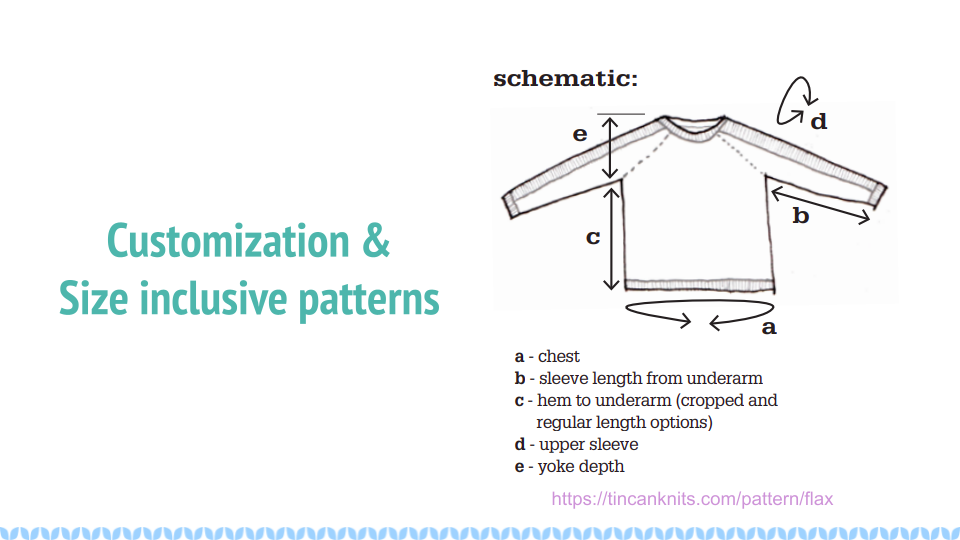 Customization &
Size inclusive patterns
schematic:
d
e
b
c
a
a - chest
b - sleeve length from underarm
c - hem to underarm (cropped and
regular length options)
d - upper sleeve
e - yoke depth
https://tincanknits.com/pattern/flax